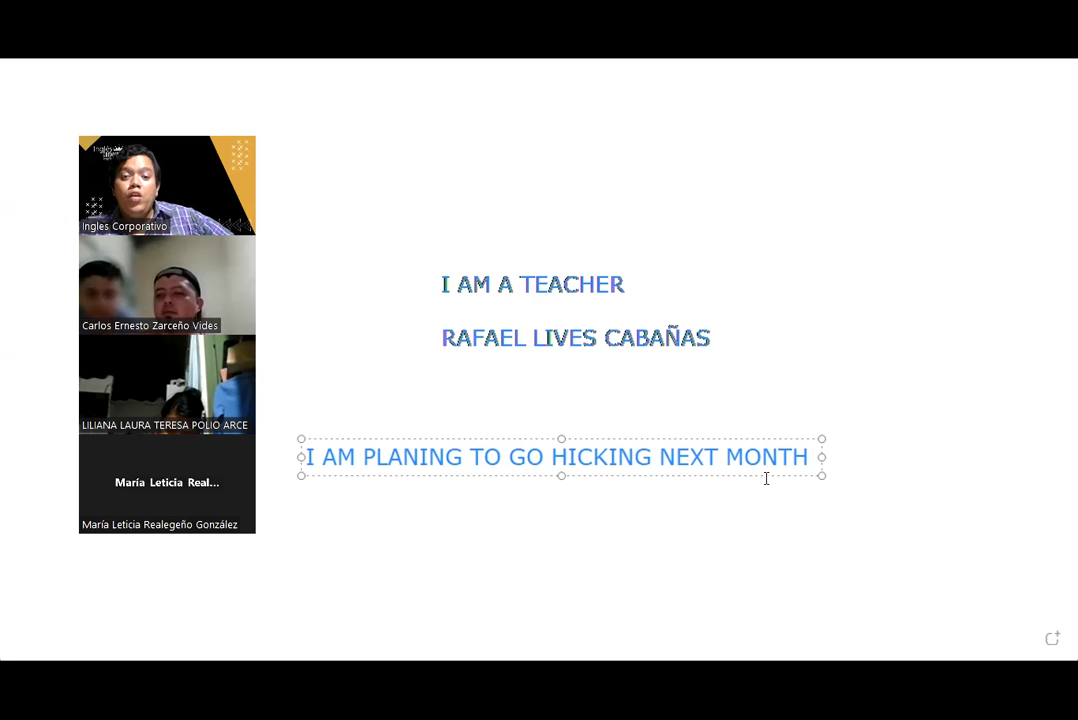 Ingles Corporativo
Carlos Ernesto Zarceño Vides
LILIANA LAURA TERESA POLIO ARCE
María Leticia Real...
María Leticia Realegeño González
I AM A TEACHER
RAFAEL LIVES CABAÑAS
I AM PLANING TO GO HICKING NEXT MONTH